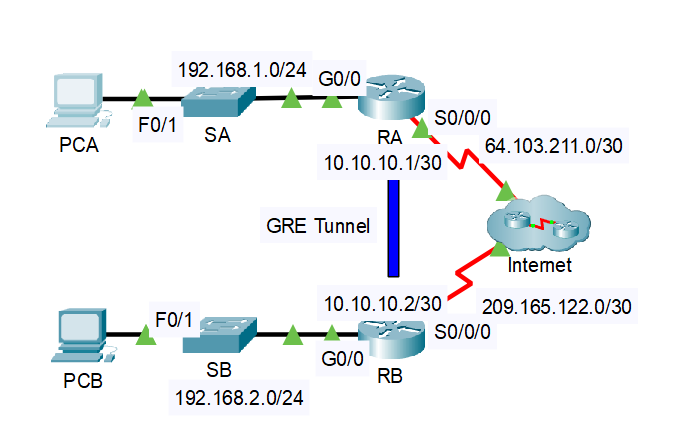 192.168.1.0/24
G0/0
PCA
F0/1
SA
RA
S0/0/0
64.103.211.0/30
10.10.10.1/30
GRE Tunnel
Internet
10.10.10.2/30
209.165.122.0/30
F0/1
S0/0/0
PCB
SB
G0/0
RB
192.168.2.0/24